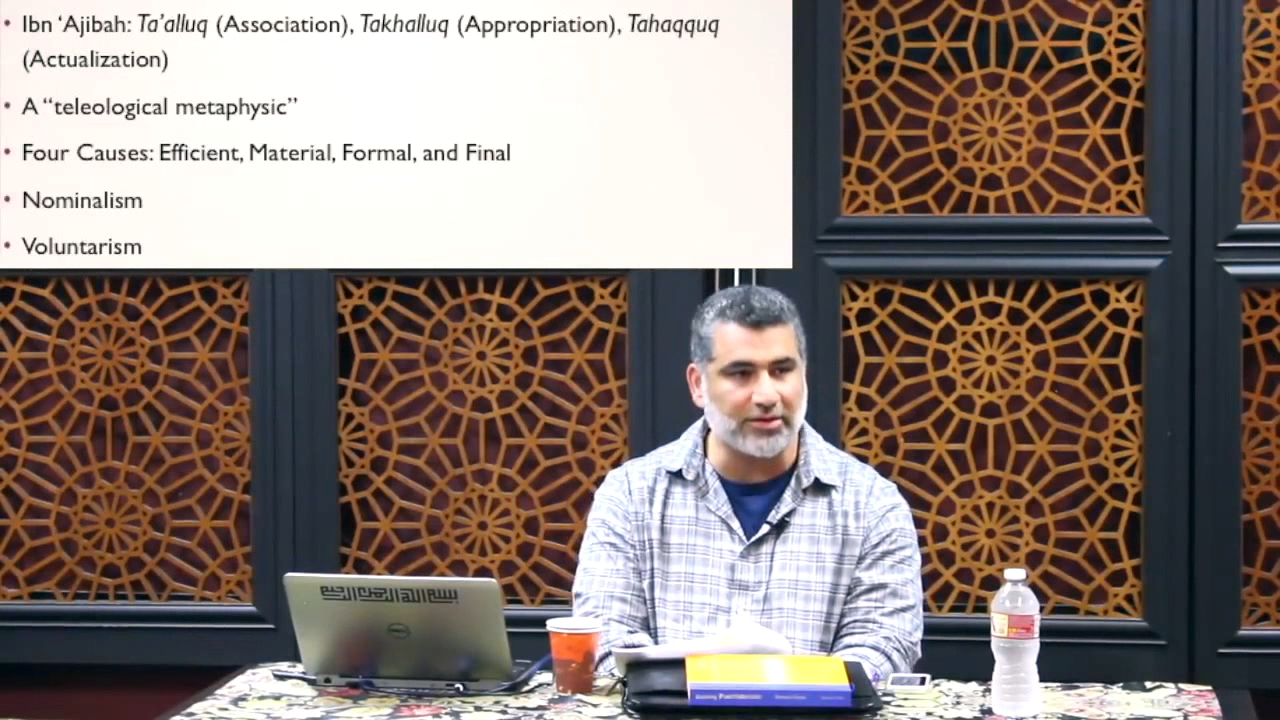 • Ibn ‘Ajibah: Ta’alluq (Association), Takhalluq (Appropriation), Tahaqquq
(Actualization)
• A “teleological metaphysic”
• Four Causes: Efficient, Material, Formal, and Final
• Nominalism
• Voluntarism
DELL